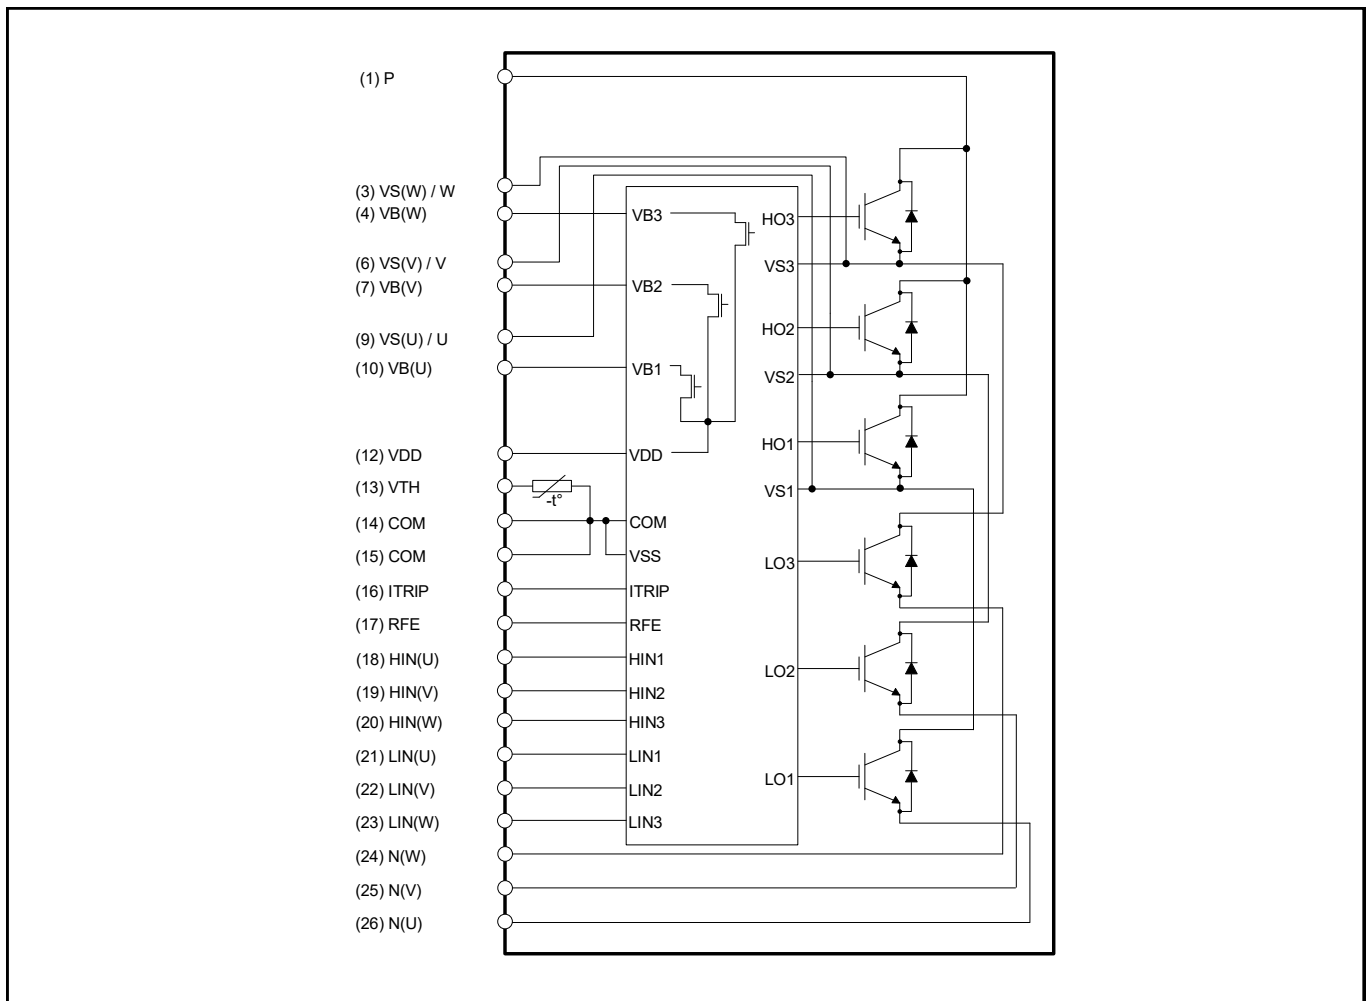 (1) P
(3) VS(W) / W
(4) VB(W)
(6) VS(V) / V
(7) VB(V)
(9) VS(U) / U
(10) VB(U)
(12) VDD
(13) VTH
(14) COM
(15) COM
(16) ITRIP
(17) RFE
(18) HIN(U)
(19) HIN(V)
(20) HIN(W)
(21) LIN(U)
(22) LIN(V)
(23) LIN(W)
(24) N(W)
(25) N(V)
(26) N(U)
-t°
VB3
VB2
VB1
VDD
COM
VSS
ITRIP
RFE
HIN1
HIN2
HIN3
LIN1
LIN2
LIN3
HO3
VS3
HO2
VS2
HO1
VS1
LO3
LO2
LO1